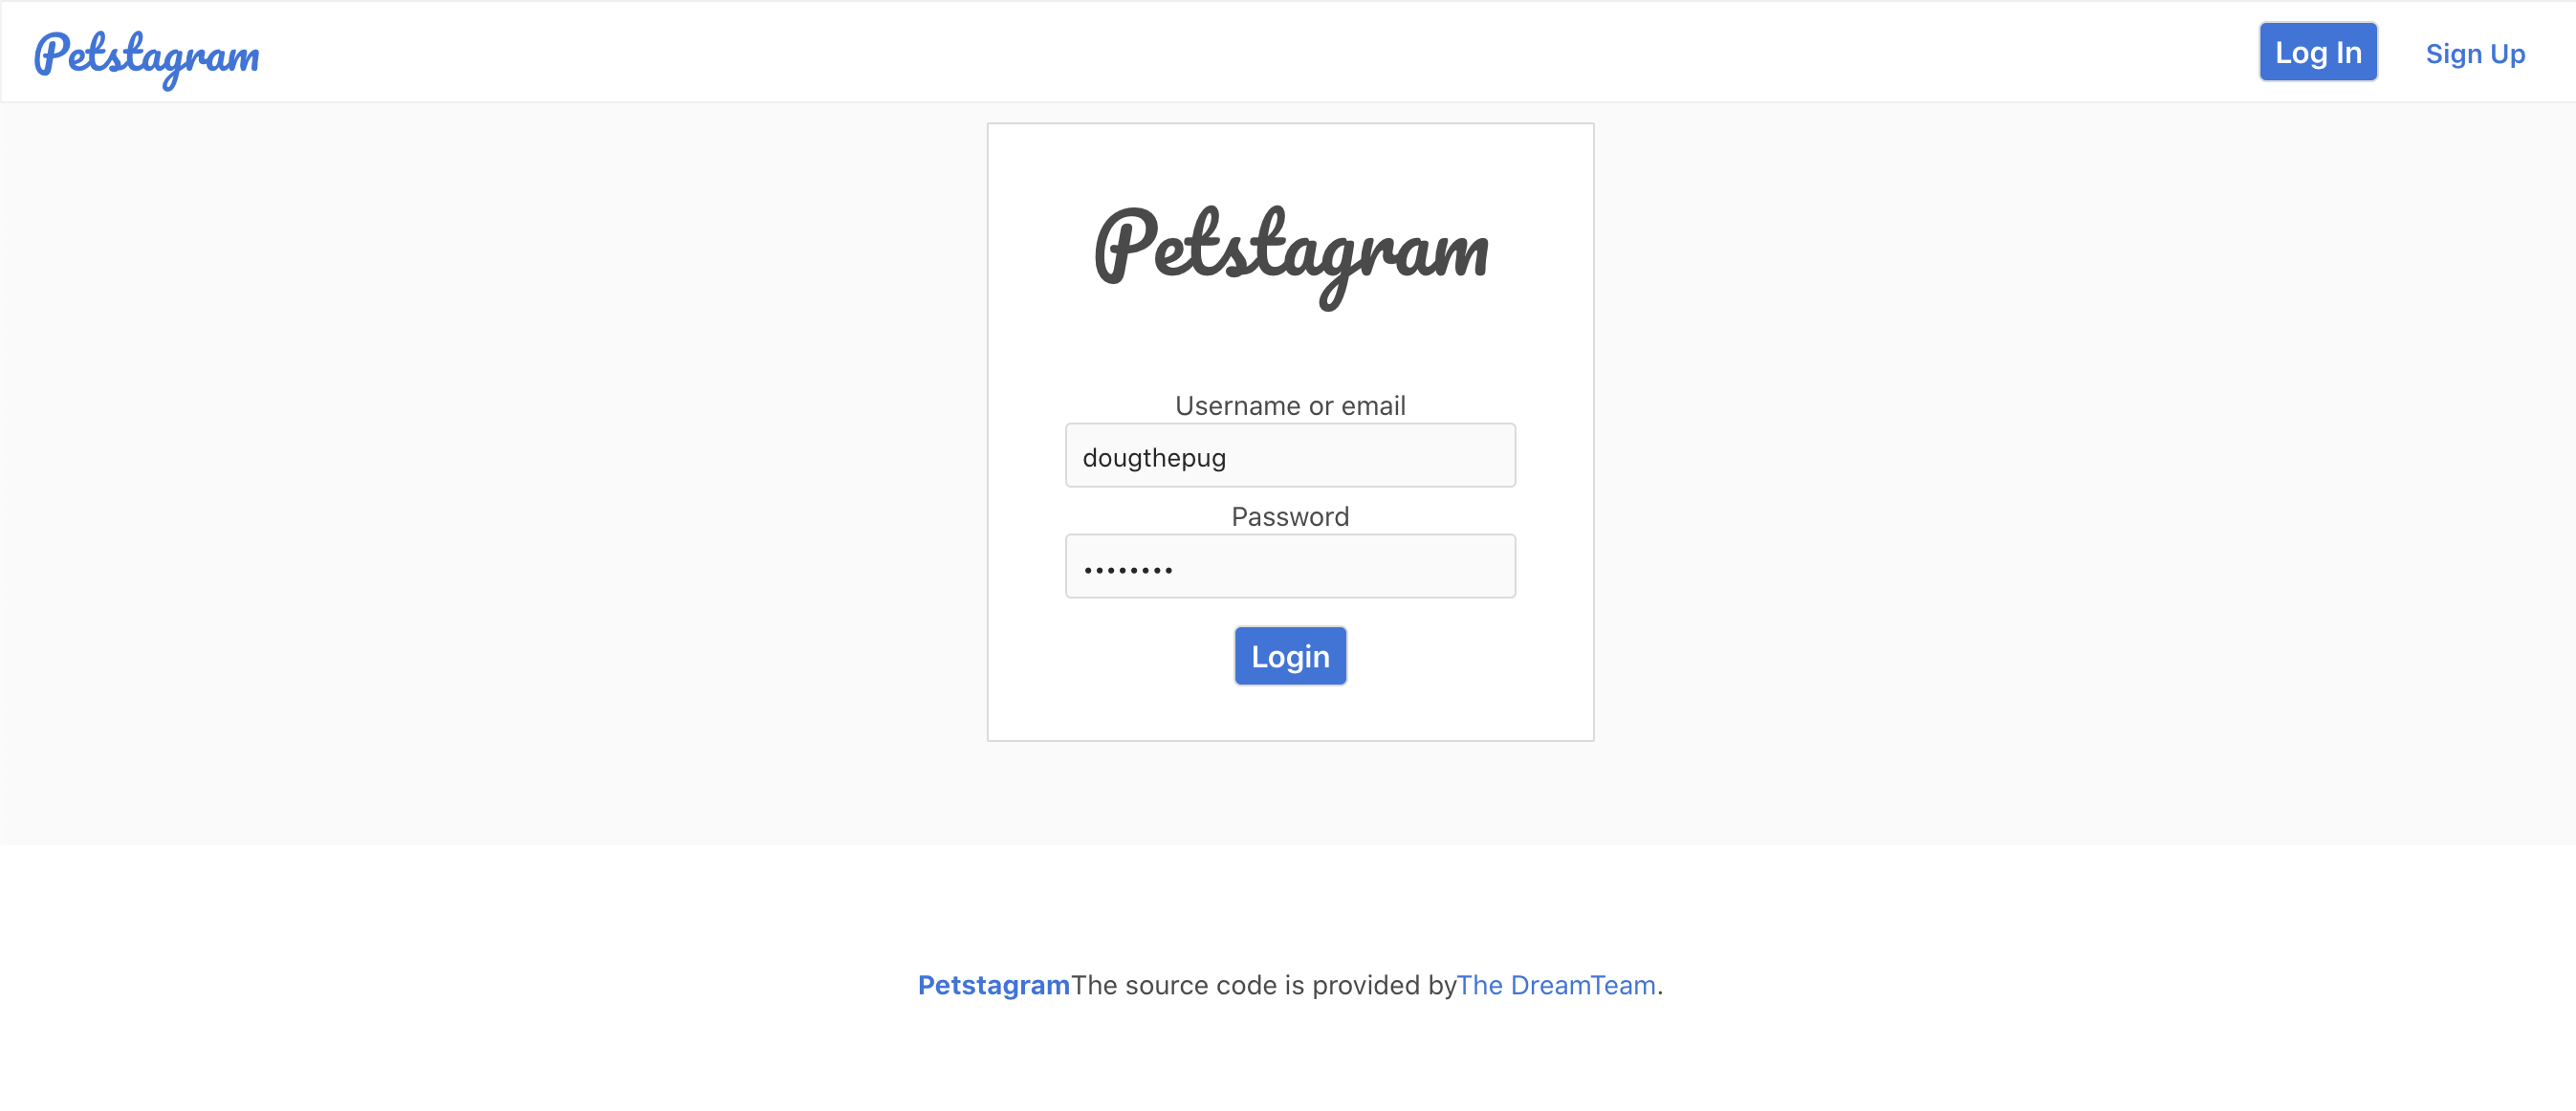 Petstagram
Log In
Sign Up
Petstagram
Username or email
dougthepug
Password
••••••••
Login
PetstagramThe source code is provided byThe DreamTeam.